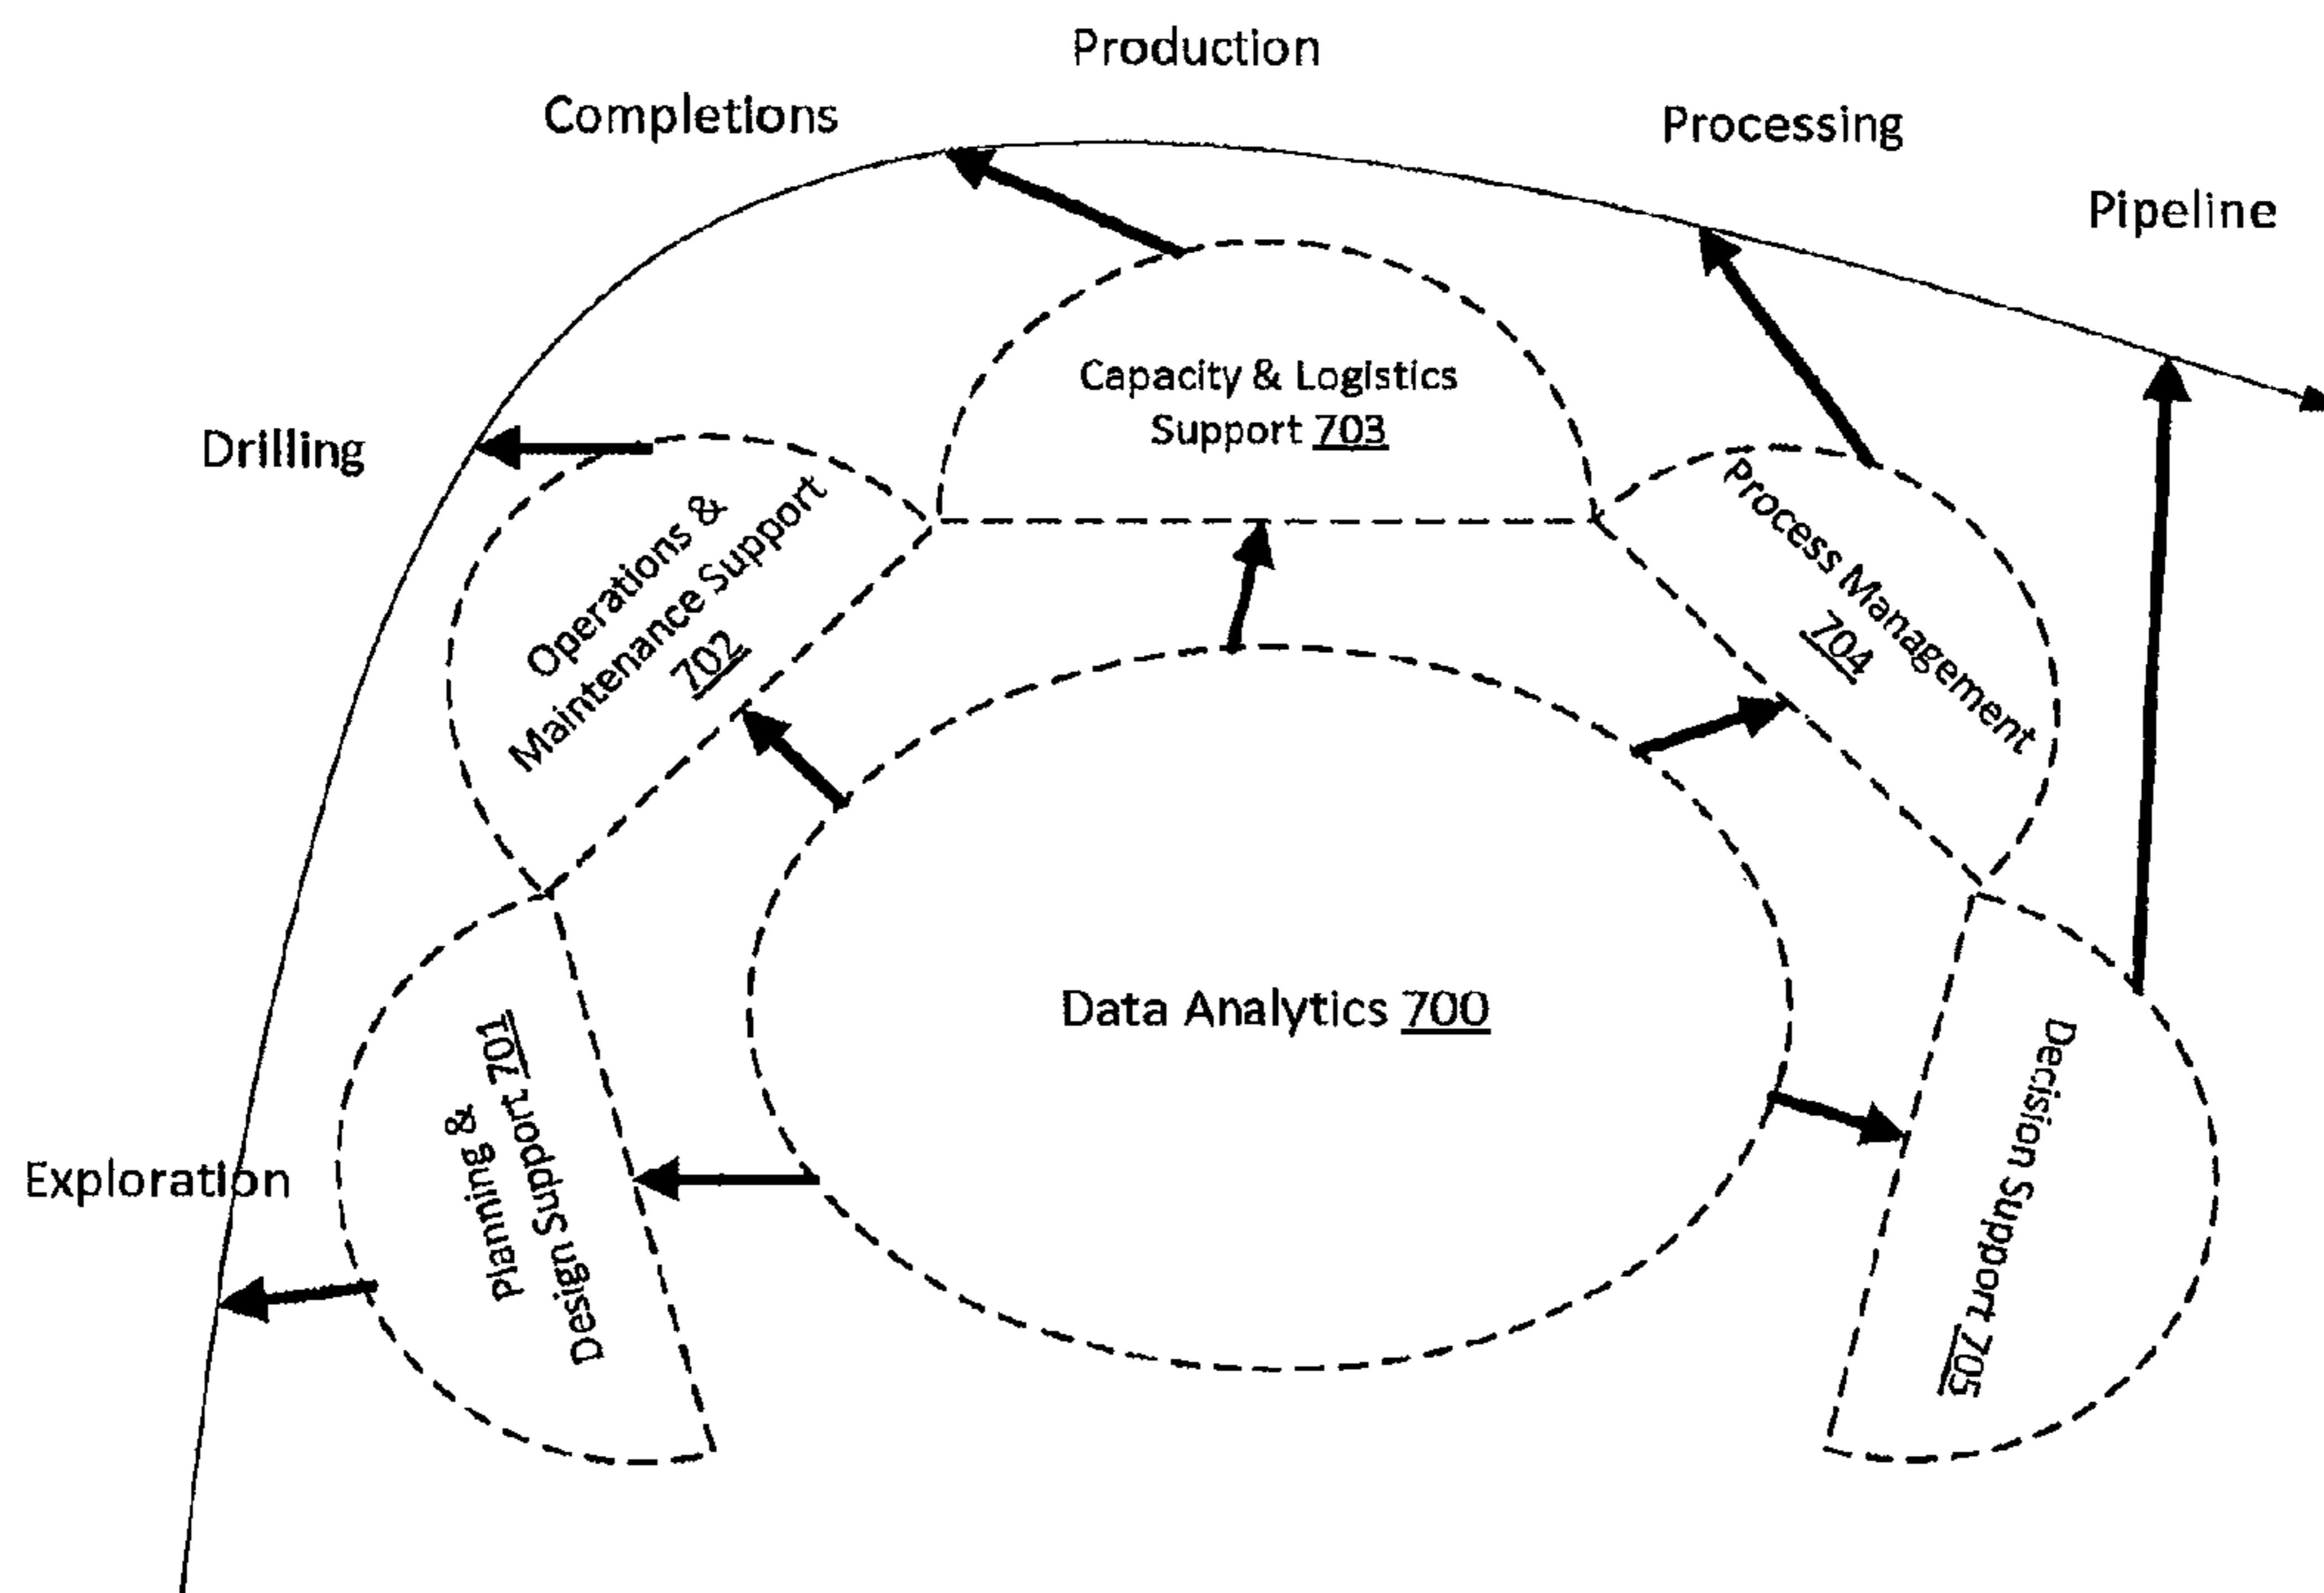 Production
Completions
Processing
Pipeline
Capacity & Logistics
Support 703
Drilling
Operations &
Maintenance Support
702
Process Management
704
Data Analytics 700
Exploration
Planning &
Design Support 701
Decision Support 705